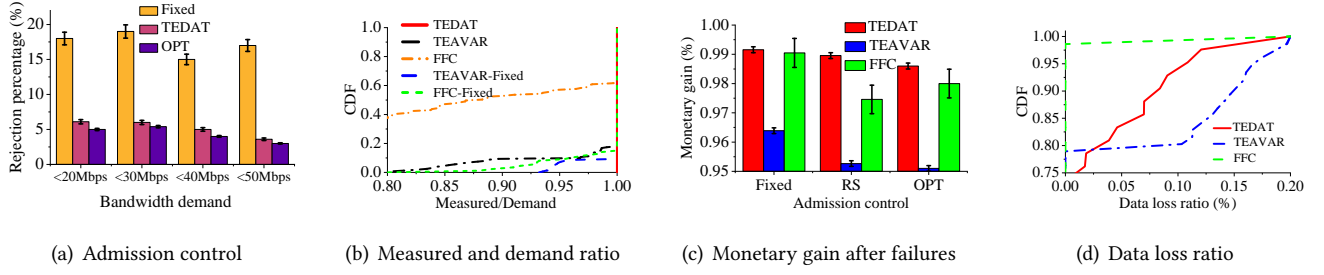 Rejection percentage (%)
20
15
10
5
0
Fixed
TEDAT
OPT
<20Mbps <30Mbps <40Mbps <50Mbps
Bandwidth demand
(a) Admission control
CDF
1.0
0.8
0.6
0.4
0.2
0.0
TEDAT
TEAVAR
FFC
TEAVAR-Fixed
FFC-Fixed
0.80 0.85 0.90 0.95 1.00
Measured/Demand
(b) Measured and demand ratio
Monetary gain (%)
1.00
0.99
0.98
0.97
0.96
0.95
TEDAT
TEAVAR
FFC
Fixed RS OPT
Admission control
(c) Monetary gain after failures
CDF
1.00
0.95
0.90
0.85
0.80
0.75
TEDAT
TEAVAR
FFC
0.00 0.05 0.10 0.15 0.20
Data loss ratio (%)
(d) Data loss ratio